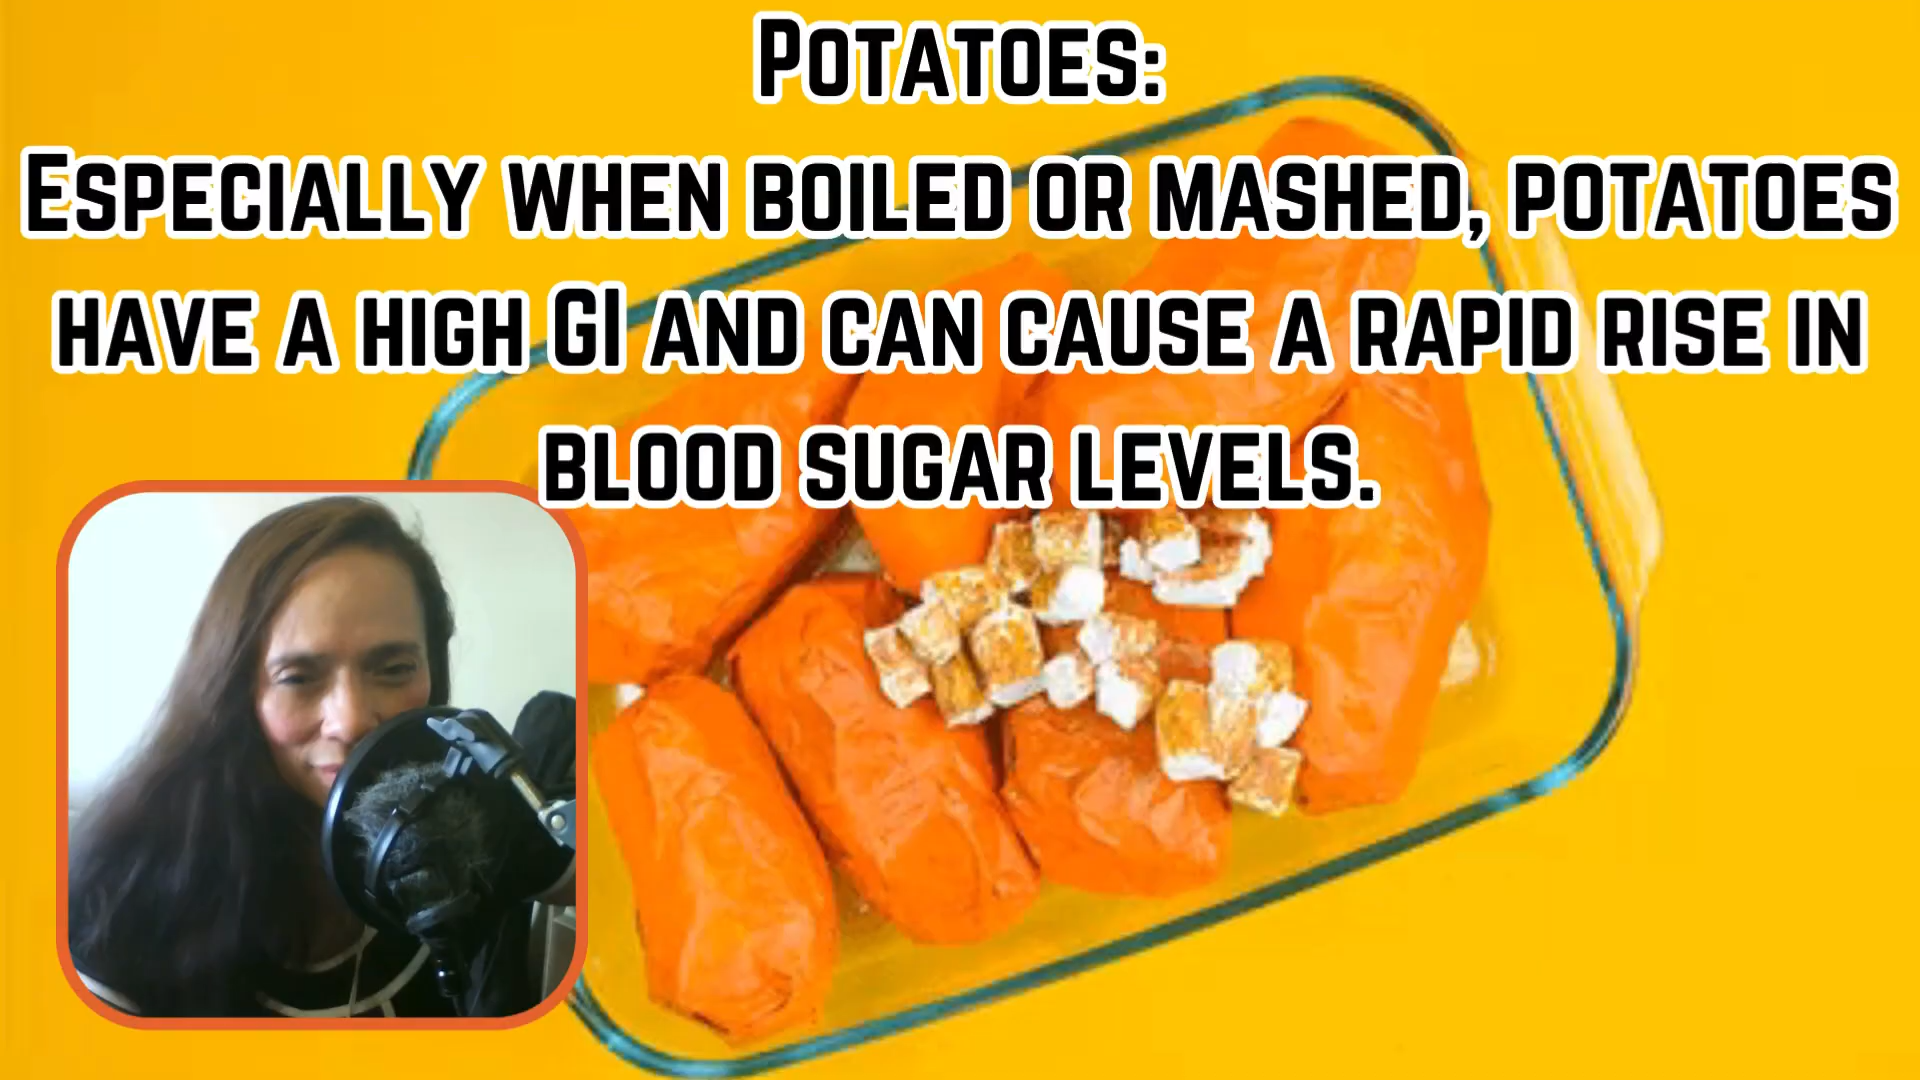 Potatoes:
Especially when boiled or mashed, potatoes
have a high GI and can cause a rapid rise in
blood sugar levels.